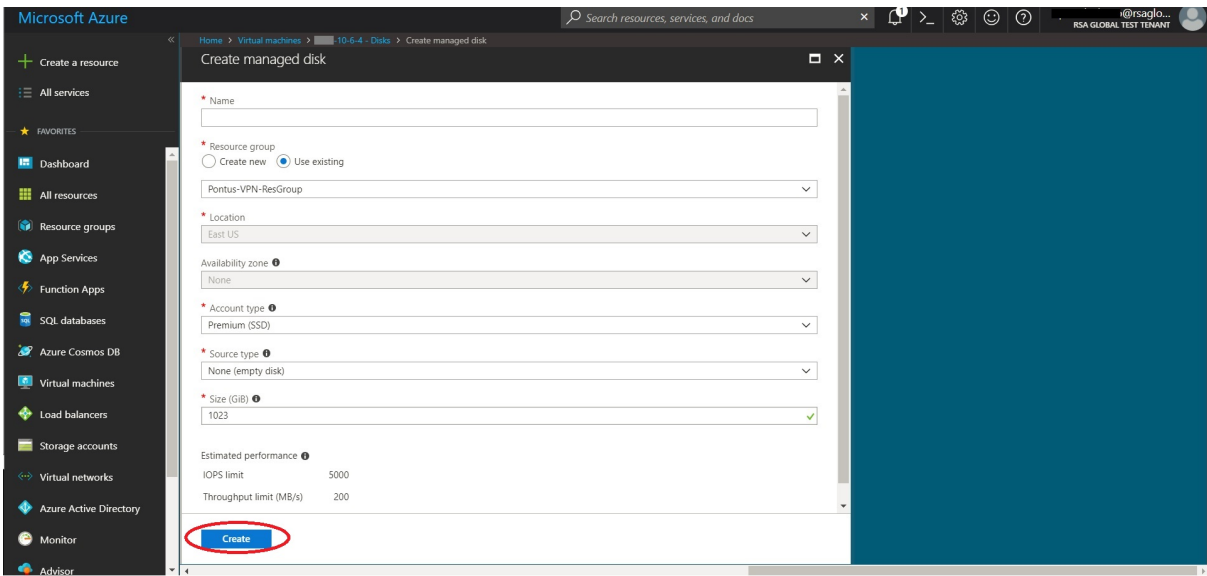 Microsoft Azure
Search resources, services, and docs
1
@rsaglo...
RSA GLOBAL TEST TENANT
Home > Virtual machines > -10-6-4 - Disks > Create managed disk
Create managed disk
Create a resource
All services
FAVORITES
Dashboard
All resources
Resource groups
App Services
Function Apps
SQL databases
Azure Cosmos DB
Virtual machines
Load balancers
Storage accounts
Virtual networks
Azure Active Directory
Monitor
Advisor
* Name
* Resource group
Create new Use existing
Pontus-VPN-ResGroup
* Location
East US
Availability zone
None
* Account type
Premium (SSD)
* Source type
None (empty disk)
* Size (GiB)
1023
Estimated performance
IOPS limit 5000
Throughput limit (MB/s) 200
Create